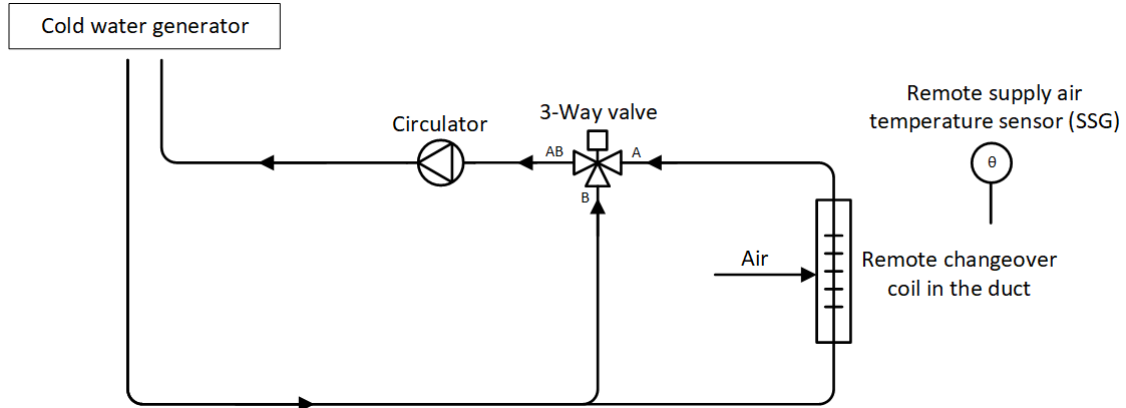 Cold water generator
Circulator
3-Way valve
AB
A
B
Remote supply air
temperature sensor (SSG)
θ
Air
Remote changeover
coil in the duct